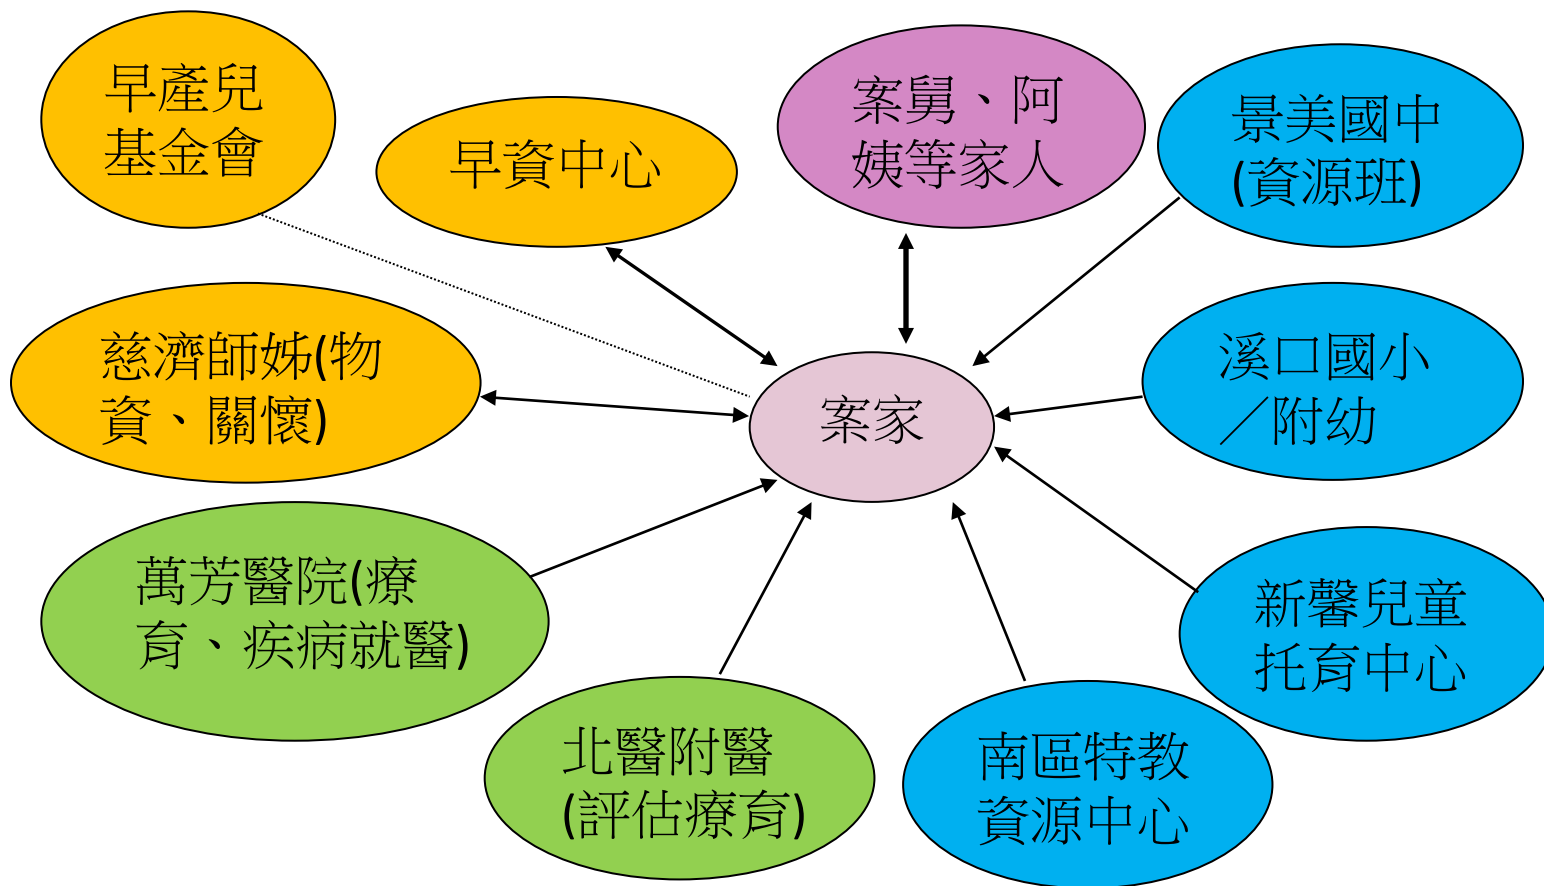 早產兒
基金會
早資中心
案舅、阿
姨等家人
景美國中
(資源班)
慈濟師姊(物
資、關懷)
案家
溪口國小
／附幼
萬芳醫院(療
育、疾病就醫)
新馨兒童
托育中心
北醫附醫
(評估療育)
南區特教
資源中心